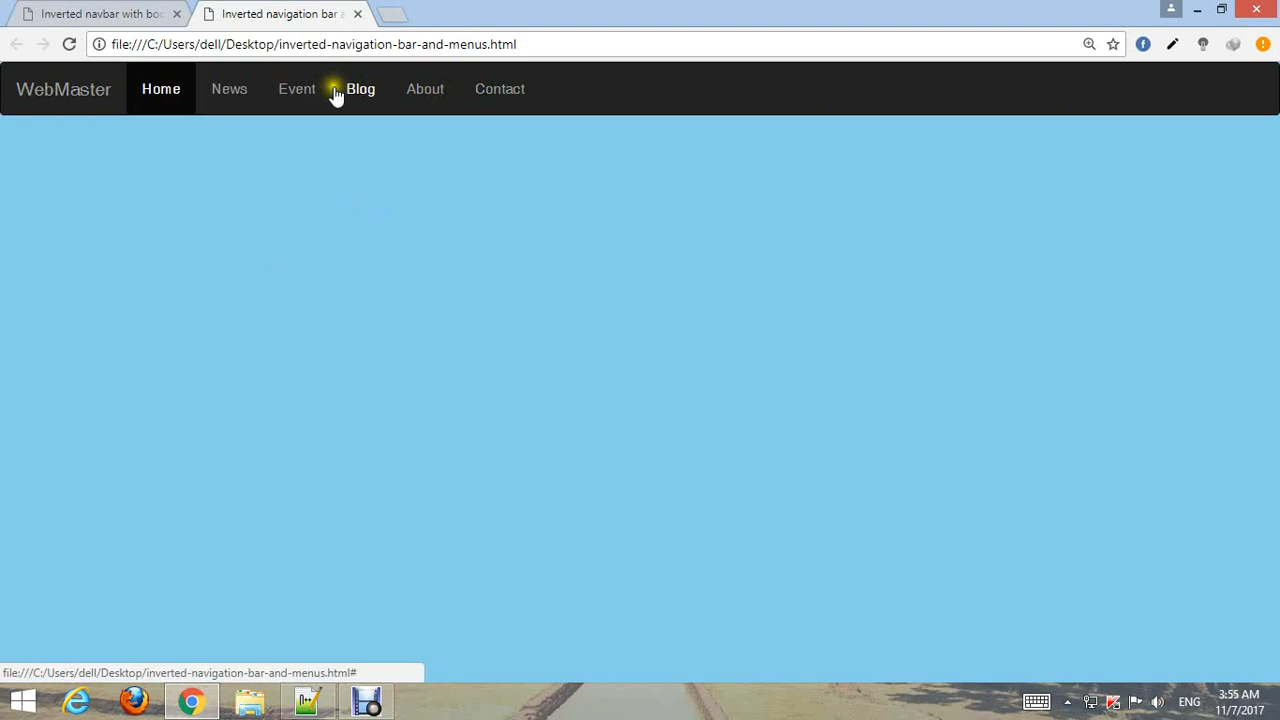 Inverted navbar with boo
Inverted navigation bar a
file:///C:/Users/dell/Desktop/inverted-navigation-bar-and-menus.html
WebMaster Home News Event Blog About Contact
file:///C:/Users/dell/Desktop/inverted-navigation-bar-and-menus.html#
ENG
3:55 AM
11/7/2017